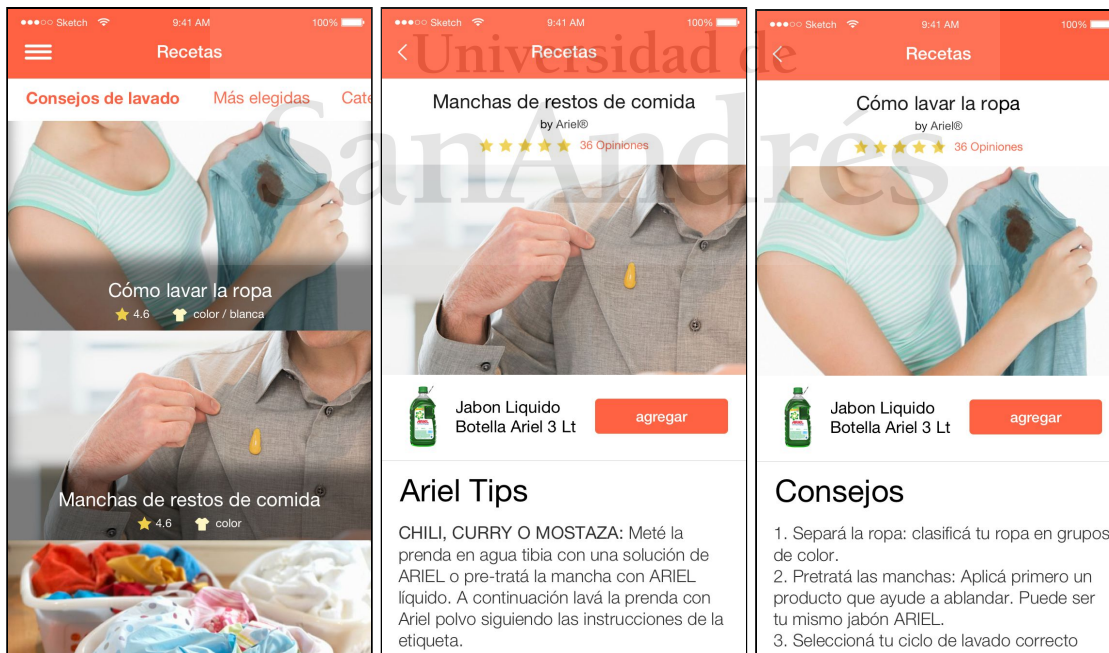 Sketch 9:41 AM 100%
Recetas
Consejos de lavado Más elegidas Cate
Cómo lavar la ropa
4.6 color / blanca
Manchas de restos de comida
4.6 color
Sketch 9:41 AM 100%
Recetas
Manchas de restos de comida
by Ariel®
36 Opiniones
Jabon Liquido
Botella Ariel 3 Lt
agregar
Ariel Tips
CHILI, CURRY O MOSTAZA: Meté la
prenda en agua tibia con una solución de
ARIEL o pre-tratá la mancha con ARIEL
líquido. A continuación lavá la prenda con
Ariel polvo siguiendo las instrucciones de la
etiqueta.
Sketch 9:41 AM 100%
Recetas
Cómo lavar la ropa
by Ariel®
36 Opiniones
Jabon Liquido
Botella Ariel 3 Lt
agregar
Consejos
1. Separá la ropa: clasificá tu ropa en grupos
de color.
2. Pretratá las manchas: Aplicá primero un
producto que ayude a ablandar. Puede ser
tu mismo jabón ARIEL.
3. Seleccioná tu ciclo de lavado correcto
Universidad de
SanAndrés